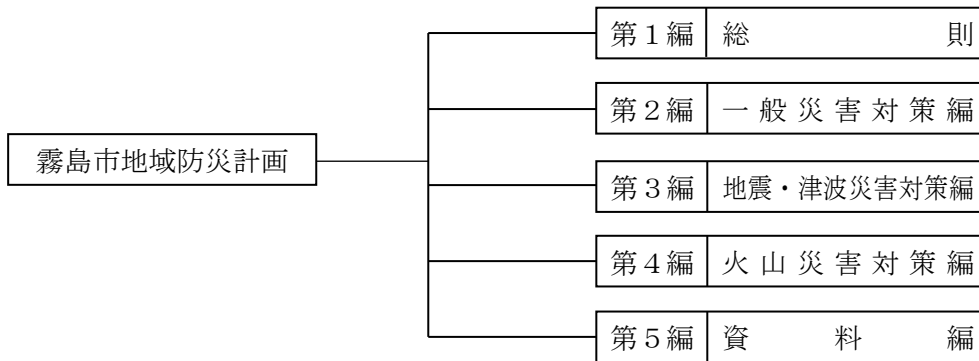 霧島市地域防災計画
第1編 総則
第2編 一般災害対策編
第3編 地震・津波災害対策編
第4編 火山災害対策編
第5編 資料編